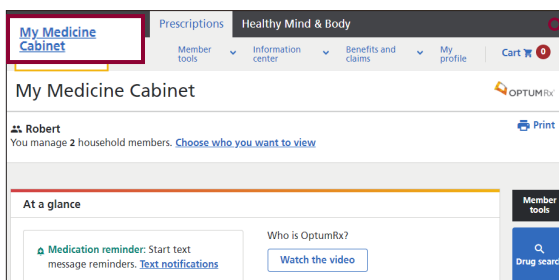 My Medicine
Cabinet
Prescriptions
Healthy Mind & Body
Member
tools
Information
center
Benefits and
claims
My
profile
Cart 0
My Medicine Cabinet
OPTUMRx
Robert
Print
You manage 2 household members. Choose who you want to view
At a glance
Member
tools
Medication reminder: Start text
message reminders. Text notifications
Who is OptumRx?
Watch the video
Drug searc